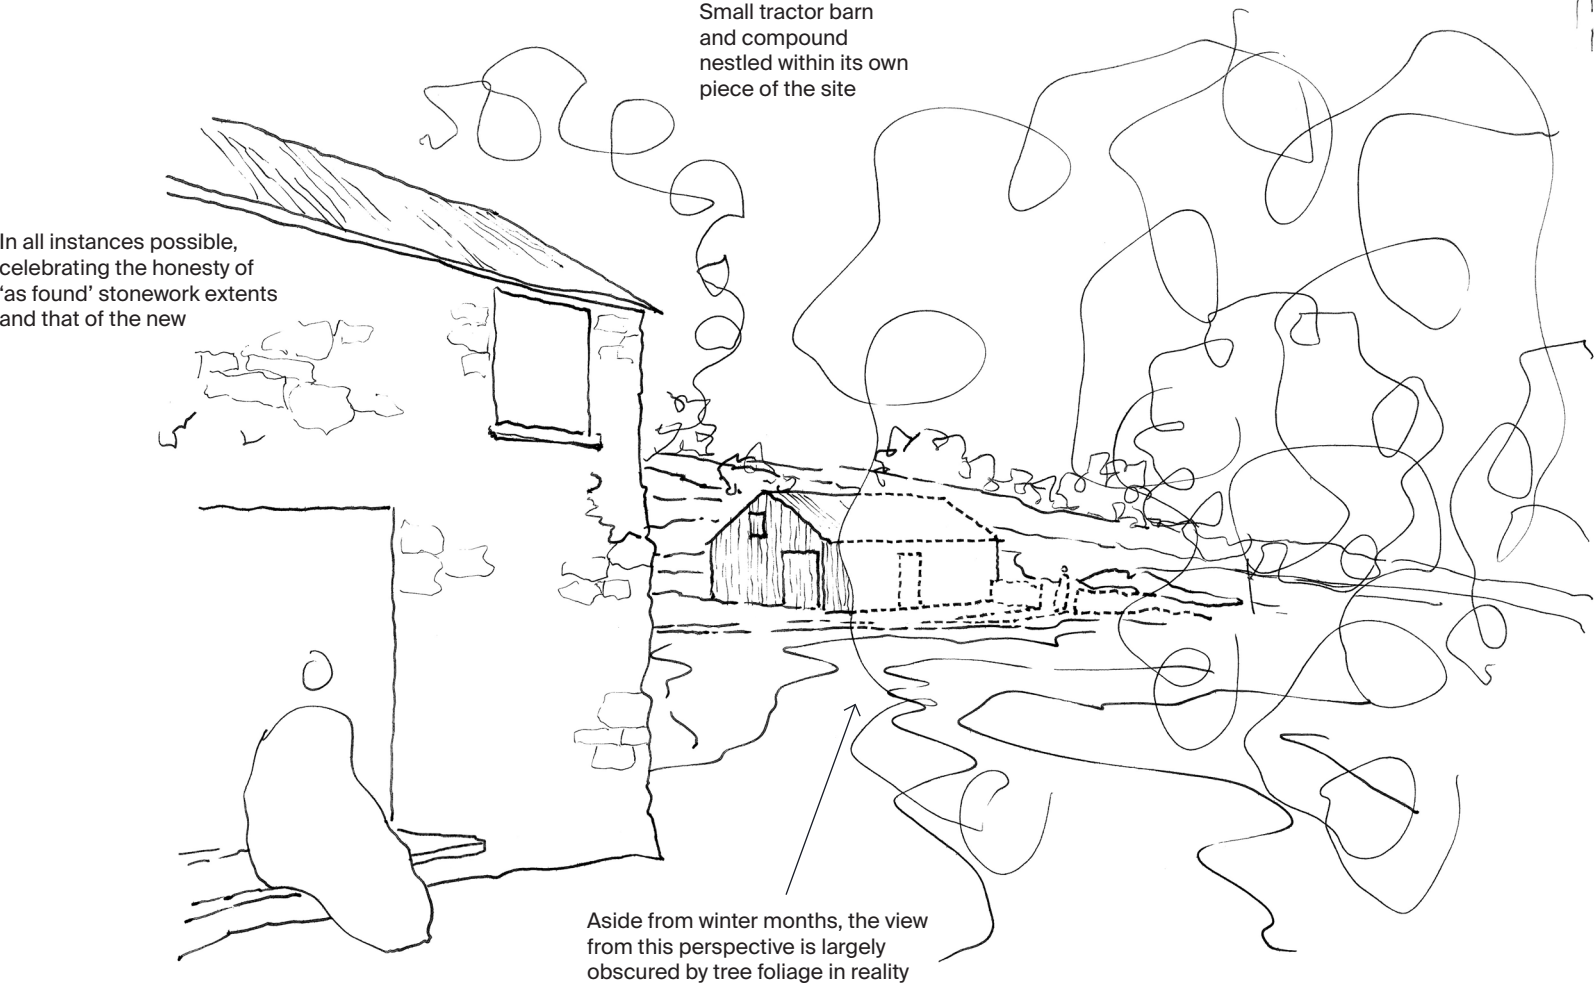 Small tractor barn
and compound
nestled within its own
piece of the site
In all instances possible,
celebrating the honesty of
‘as found’ stonework extents
and that of the new
Aside from winter months, the view
from this perspective is largely
obscured by tree foliage in reality